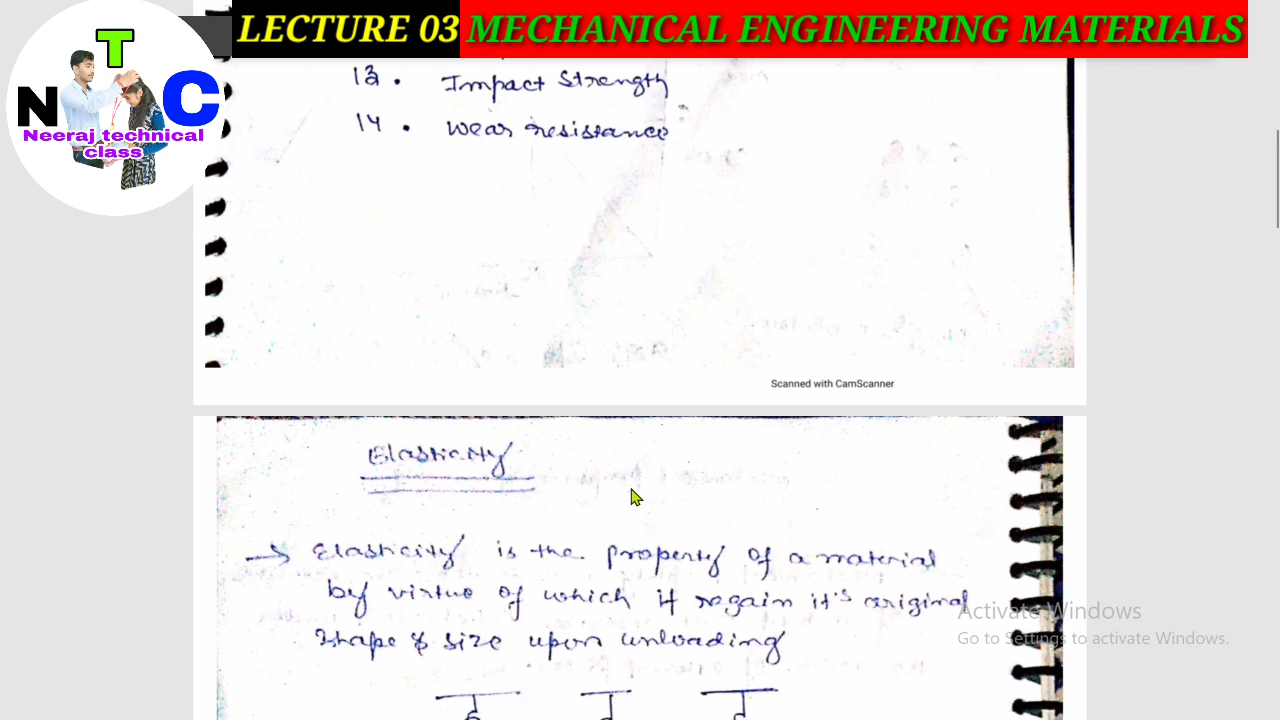 LECTURE 03 MECHANICAL ENGINEERING MATERIALS
N T C
Neeraj technical
class
13. Impact Strength
14. Wear resistance
Scanned with CamScanner
Elasticity
→ Elasticity is the property of a material
by virtue of which it regain it's original
shape & size upon unloading
Activate Windows
Go to Settings to activate Windows.